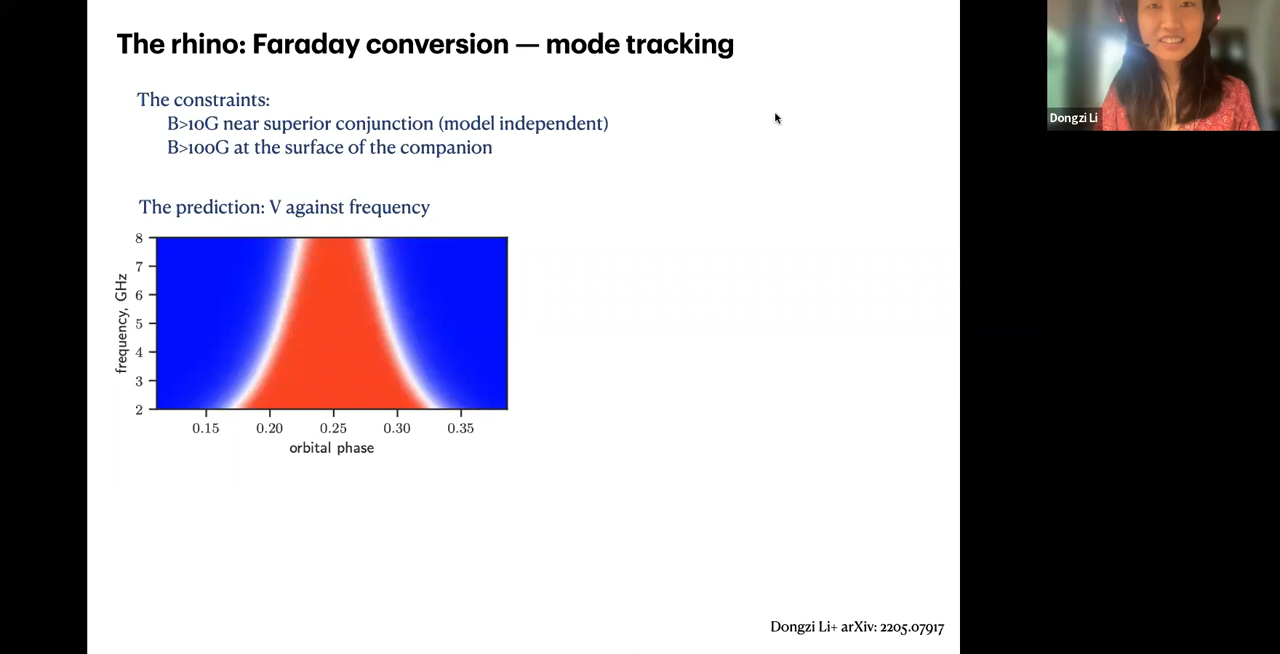 The rhino: Faraday conversion — mode tracking
Dongzi Li
The constraints:
B>10G near superior conjunction (model independent)
B>100G at the surface of the companion
The prediction: V against frequency
8
7
6
5
4
3
2
frequency, GHz
0.15 0.20 0.25 0.30 0.35
orbital phase
Dongzi Li+ arXiv: 2205.07917